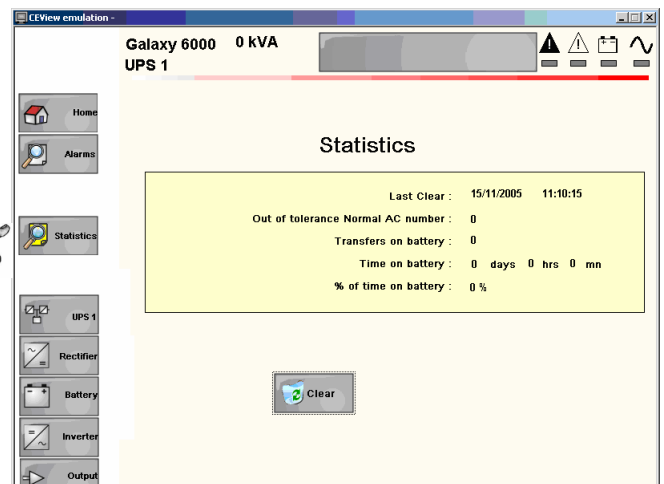 CEView emulation -
Galaxy 6000 0 kVA
UPS 1
Home
Alarms
Statistics
UPS 1
Rectifier
Battery
Inverter
Output
Statistics
Last Clear : 15/11/2005 11:10:15
Out of tolerance Normal AC number : 0
Transfers on battery : 0
Time on battery : 0 days 0 hrs 0 mn
% of time on battery : 0 %
Clear